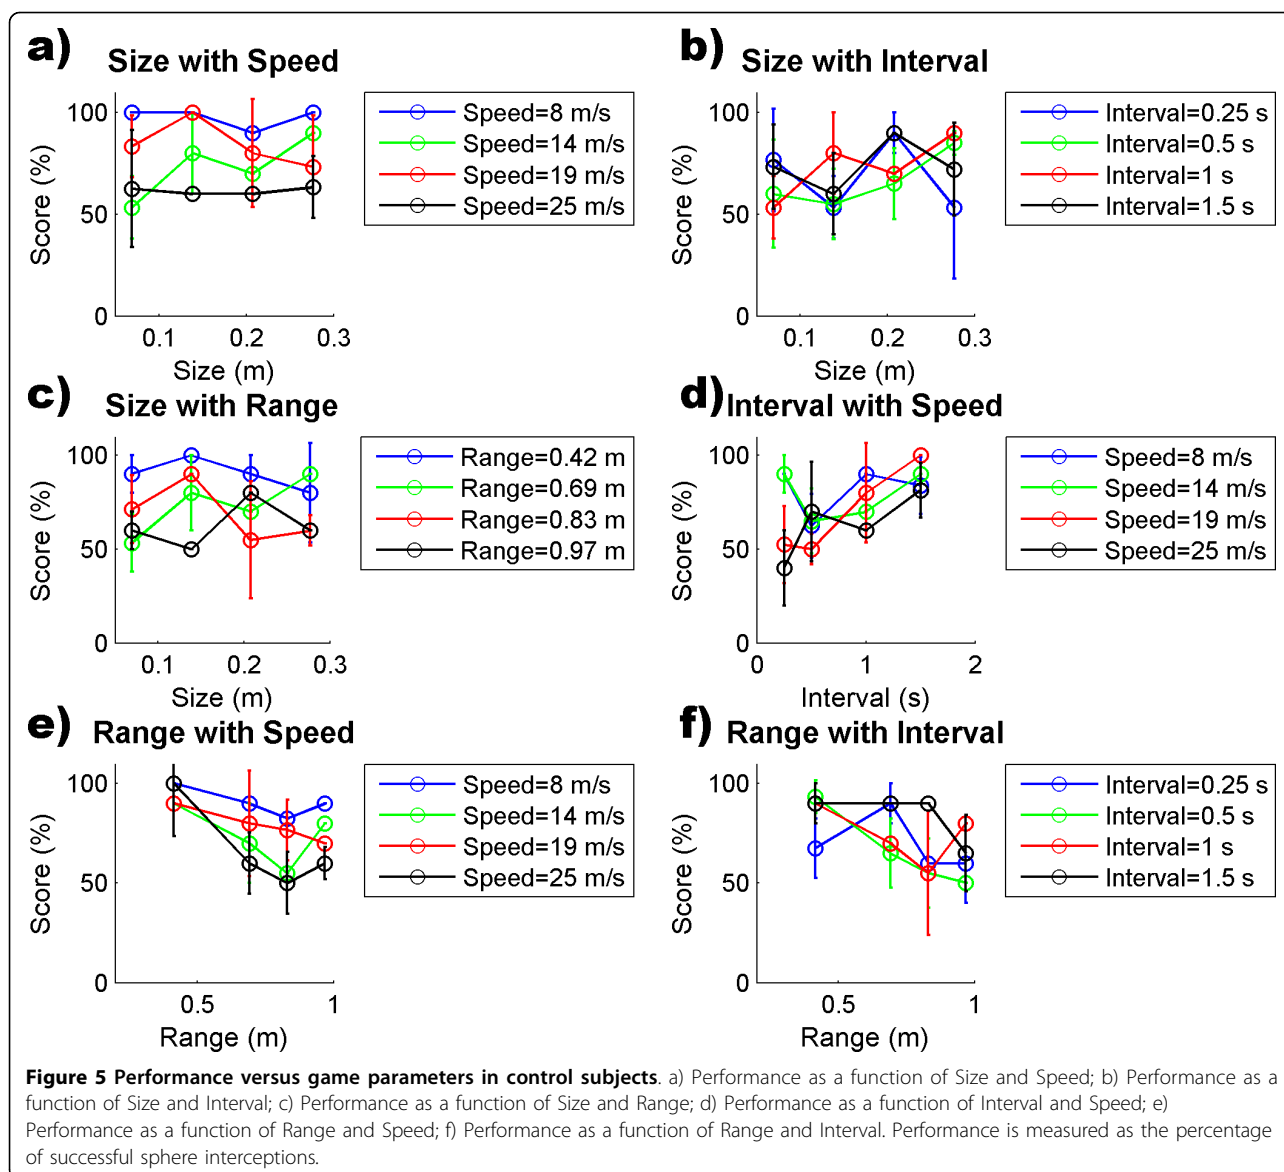 a)
Size with Speed
Score (%)
100
50
0
0.1 0.2 0.3
Size (m)
Speed=8 m/s
Speed=14 m/s
Speed=19 m/s
Speed=25 m/s
b)
Size with Interval
Score (%)
100
50
0
0.1 0.2 0.3
Size (m)
Interval=0.25 s
Interval=0.5 s
Interval=1 s
Interval=1.5 s
c)
Size with Range
Score (%)
100
50
0
0.1 0.2 0.3
Size (m)
Range=0.42 m
Range=0.69 m
Range=0.83 m
Range=0.97 m
d)
Interval with Speed
Score (%)
100
50
0
0 1 2
Interval (s)
Speed=8 m/s
Speed=14 m/s
Speed=19 m/s
Speed=25 m/s
e)
Range with Speed
Score (%)
100
50
0
0.5 1
Range (m)
Speed=8 m/s
Speed=14 m/s
Speed=19 m/s
Speed=25 m/s
f)
Range with Interval
Score (%)
100
50
0
0.5 1
Range (m)
Interval=0.25 s
Interval=0.5 s
Interval=1 s
Interval=1.5 s
Figure 5 Performance versus game parameters in control subjects. a) Performance as a function of Size and Speed; b) Performance as a
function of Size and Interval; c) Performance as a function of Size and Range; d) Performance as a function of Interval and Speed; e)
Performance as a function of Range and Speed; f) Performance as a function of Range and Interval. Performance is measured as the percentage
of successful sphere interceptions.